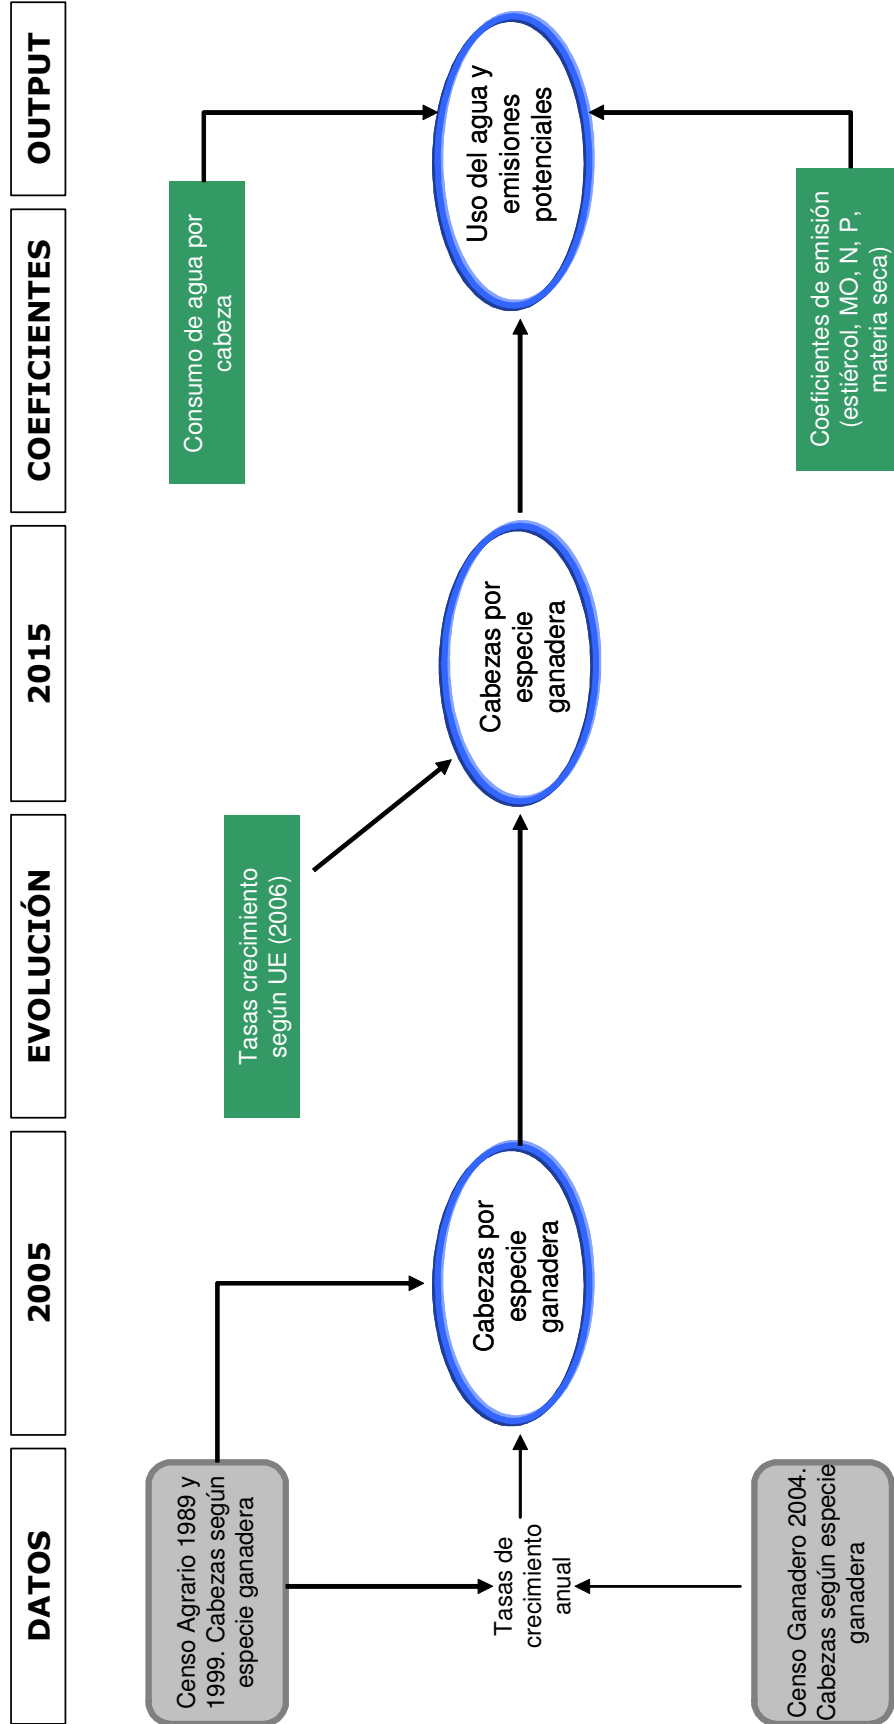 DATOS
2005
EVOLUCIÓN
2015
COEFICIENTES
OUTPUT
Censo Agrario 1989 y
1999. Cabezas según
especie ganadera
Tasas de
crecimiento
anual
Censo Ganadero 2004.
Cabezas según especie
ganadera
Cabezas por
especie
ganadera
Tasas crecimiento
según UE (2006)
Cabezas por
especie
ganadera
Consumo de agua por
cabeza
Coeficientes de emisión
(estiércol, MO, N, P,
materia seca)
Uso del agua y
emisiones
potenciales